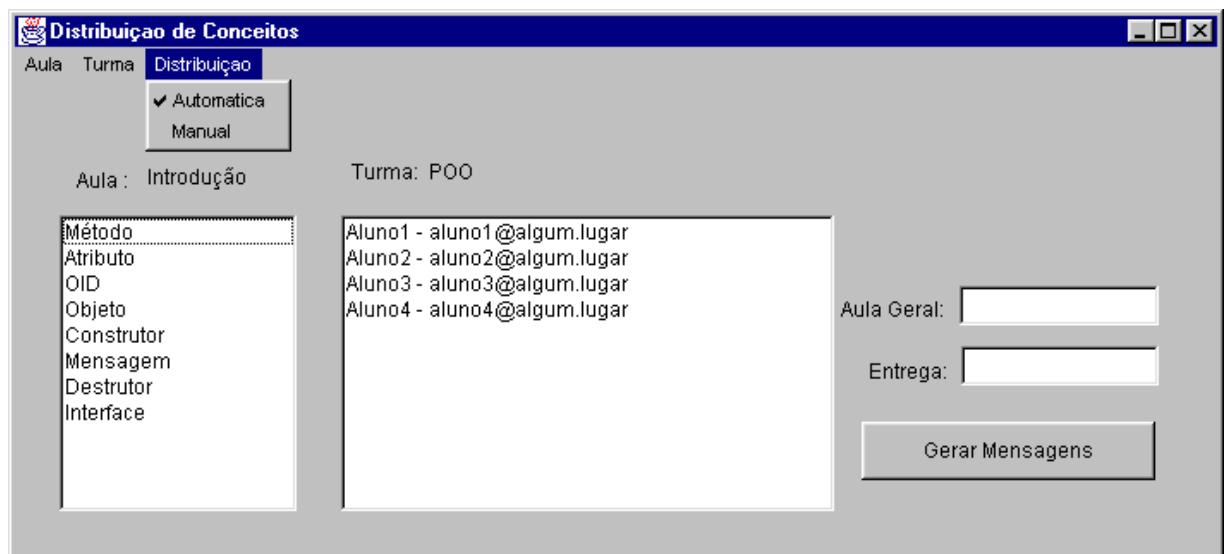 Distribuiçao de Conceitos
Aula Turma Distribuiçao
Automatica
Manual
Aula : Introdução Turma: POO
Método
Atributo
OID
Objeto
Construtor
Mensagem
Destrutor
Interface
Aluno1 - aluno1@algum.lugar
Aluno2 - aluno2@algum.lugar
Aluno3 - aluno3@algum.lugar
Aluno4 - aluno4@algum.lugar
Aula Geral:
Entrega:
Gerar Mensagens